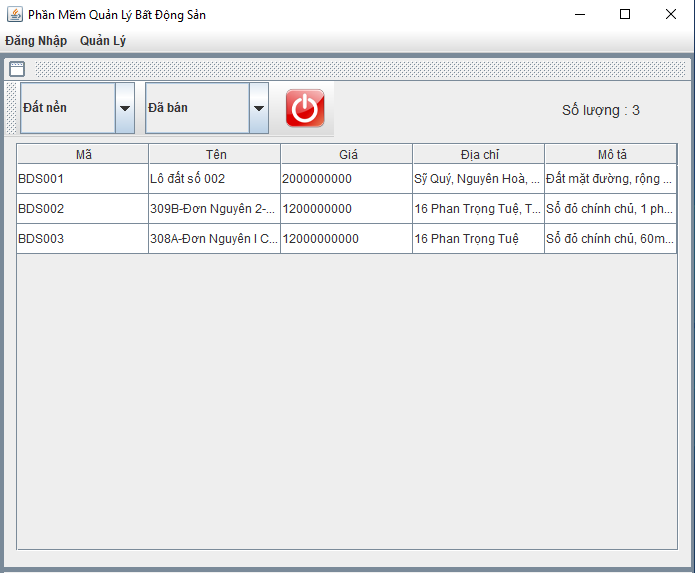 Phần Mềm Quản Lý Bất Động Sản
Đăng Nhập Quản Lý
Đất nền Đã bán Số lượng : 3
Mã Tên Giá Địa chỉ Mô tả
BDS001 Lô đất số 002 2000000000 Sỹ Quý, Nguyên Hoà, ... Đất mặt đường, rộng ...
BDS002 309B-Đơn Nguyên 2-... 1200000000 16 Phan Trọng Tuệ, T... Sổ đỏ chính chủ, 1 ph...
BDS003 308A-Đơn Nguyên I C... 12000000000 16 Phan Trọng Tuệ Sổ đỏ chính chủ, 60m...